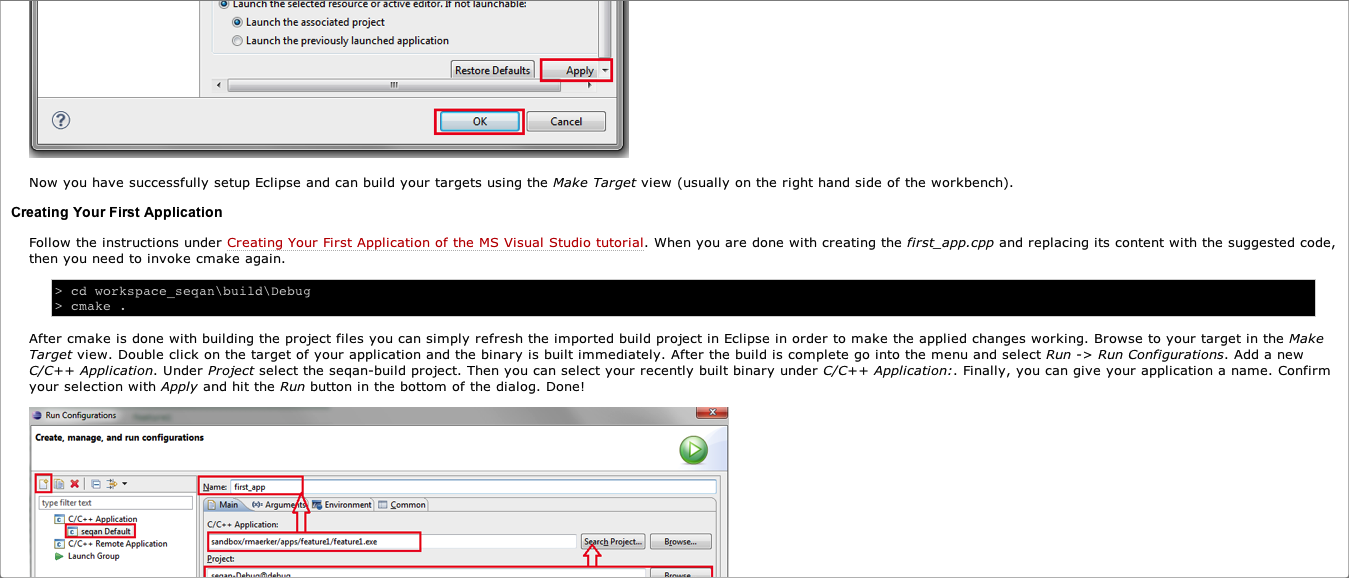 Launch the selected resource or active editor. If not launchable:
Launch the associated project
Launch the previously launched application
Restore Defaults
Apply
OK
Cancel
Now you have successfully setup Eclipse and can build your targets using the Make Target view (usually on the right hand side of the workbench).
Creating Your First Application
Follow the instructions under Creating Your First Application of the MS Visual Studio tutorial. When you are done with creating the first_app.cpp and replacing its content with the suggested code,
then you need to invoke cmake again.
> cd workspace_seqan\build\Debug
> cmake .
After cmake is done with building the project files you can simply refresh the imported build project in Eclipse in order to make the applied changes working. Browse to your target in the Make
Target view. Double click on the target of your application and the binary is built immediately. After the build is complete go into the menu and select Run -> Run Configurations. Add a new
C/C++ Application. Under Project select the seqan-build project. Then you can select your recently built binary under C/C++ Application:. Finally, you can give your application a name. Confirm
your selection with Apply and hit the Run button in the bottom of the dialog. Done!
Run Configurations
Create, manage, and run configurations
Name: first_app
type filter text
Main Arguments Environment Common
C/C++ Application
C/C++ Application:
seqan Default
sandbox/rmaerker/apps/feature1/feature1.exe
Search Project...
Browse...
C/C++ Remote Application
Launch Group
Project:
seqan-Debug@debug
Browse...